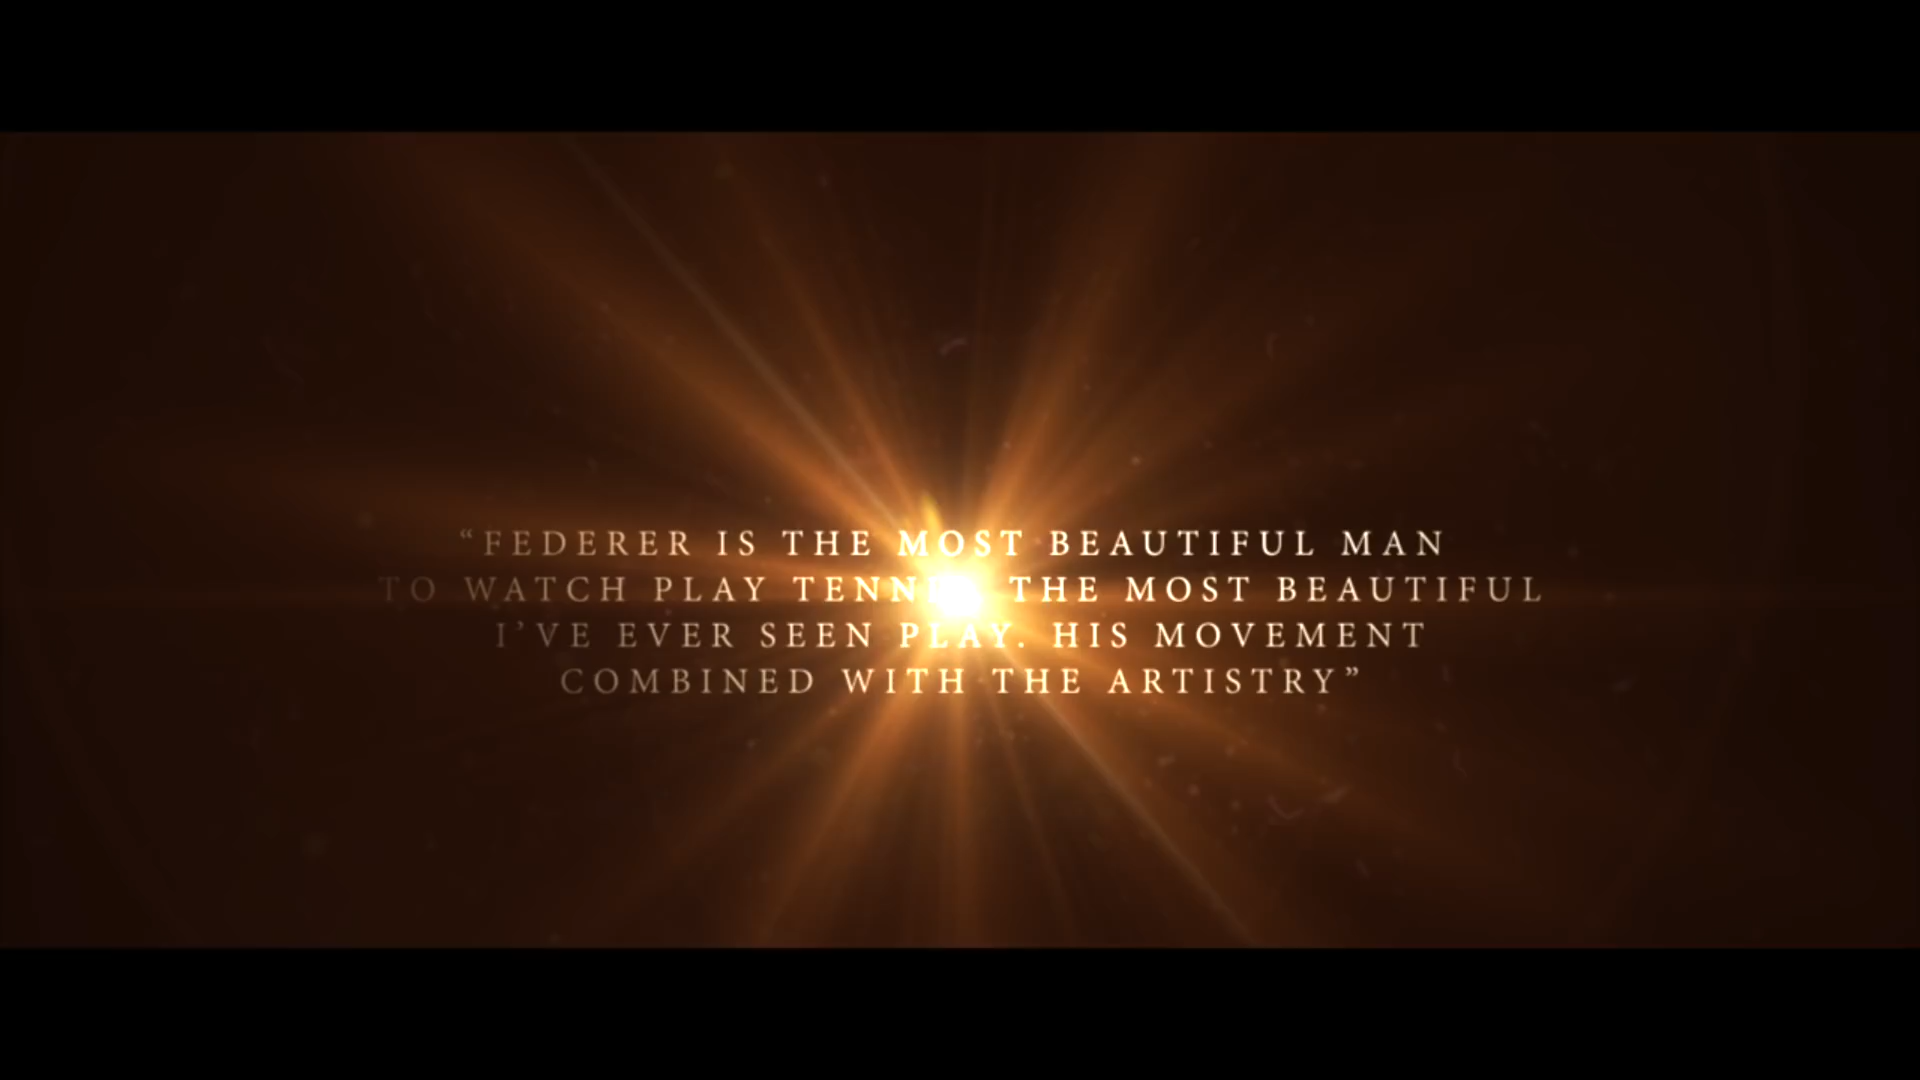 “FEDERER IS THE MOST BEAUTIFUL MAN
TO WATCH PLAY TENNIS, THE MOST BEAUTIFUL
I’VE EVER SEEN PLAY. HIS MOVEMENT
COMBINED WITH THE ARTISTRY”